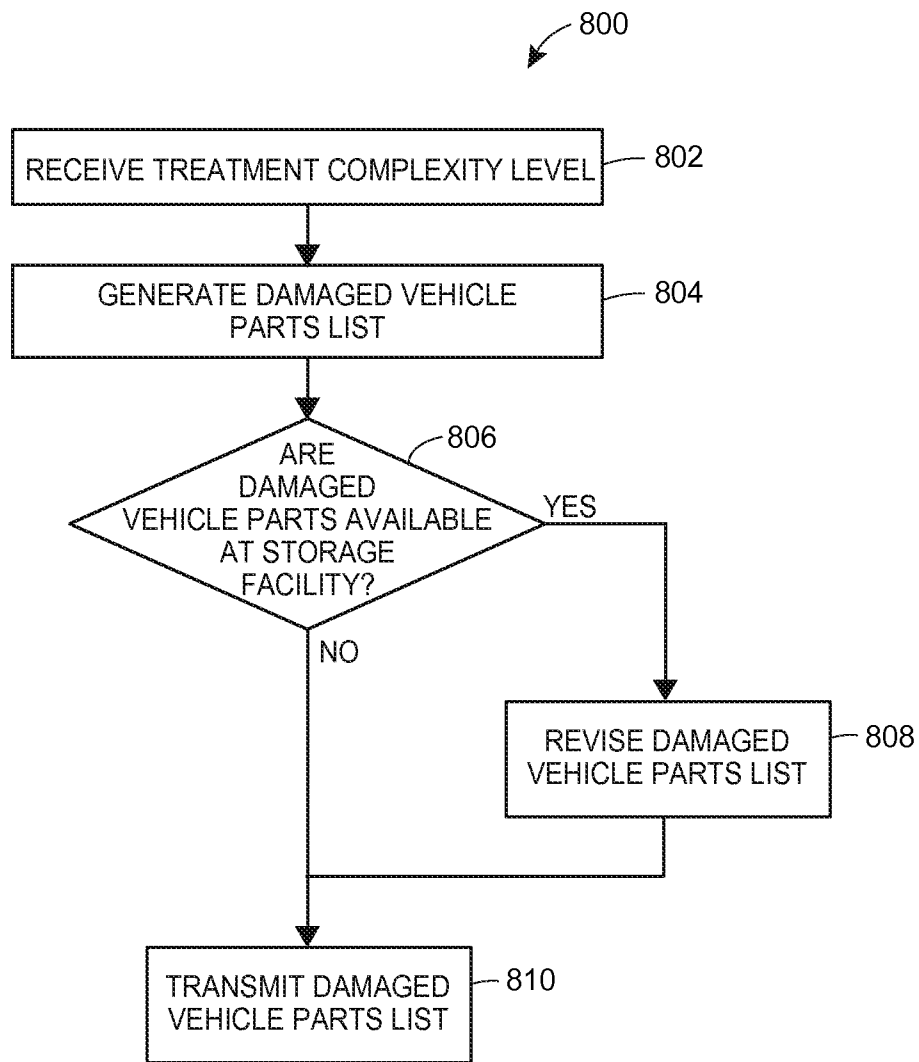 800
RECEIVE TREATMENT COMPLEXITY LEVEL
802
GENERATE DAMAGED VEHICLE
PARTS LIST
804
ARE
DAMAGED
VEHICLE PARTS AVAILABLE
AT STORAGE
FACILITY?
806
YES
NO
REVISE DAMAGED
VEHICLE PARTS LIST
808
TRANSMIT DAMAGED
VEHICLE PARTS LIST
810